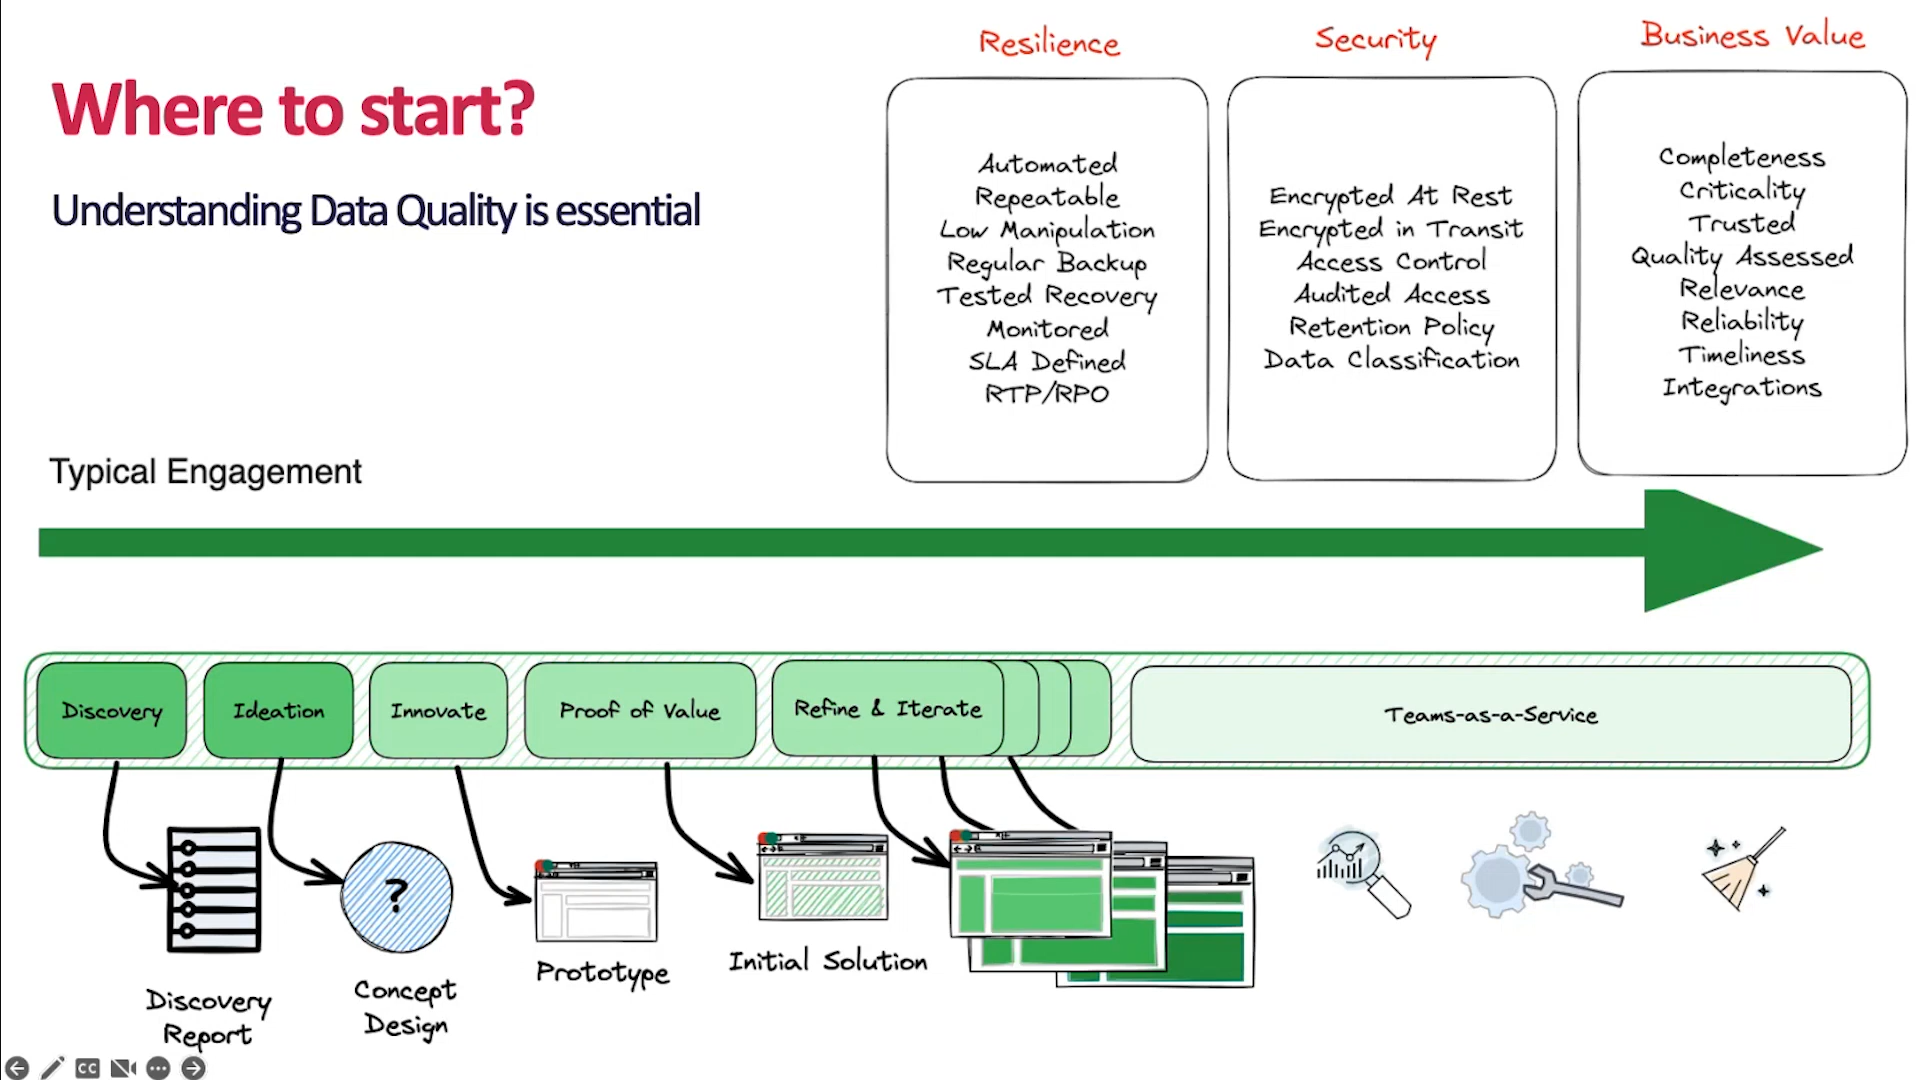 Where to start?
Understanding Data Quality is essential
Resilience
Automated
Repeatable
Low Manipulation
Regular Backup
Tested Recovery
Monitored
SLA Defined
RTP/RPO
Security
Encrypted At Rest
Encrypted in Transit
Access Control
Audited Access
Retention Policy
Data Classification
Business Value
Completeness
Criticality
Trusted
Quality Assessed
Relevance
Reliability
Timeliness
Integrations
Typical Engagement
Discovery
Ideation
Innovate
Proof of Value
Refine & Iterate
Teams-as-a-Service
?
Discovery
Report
Concept
Design
Prototype
Initial Solution
CC